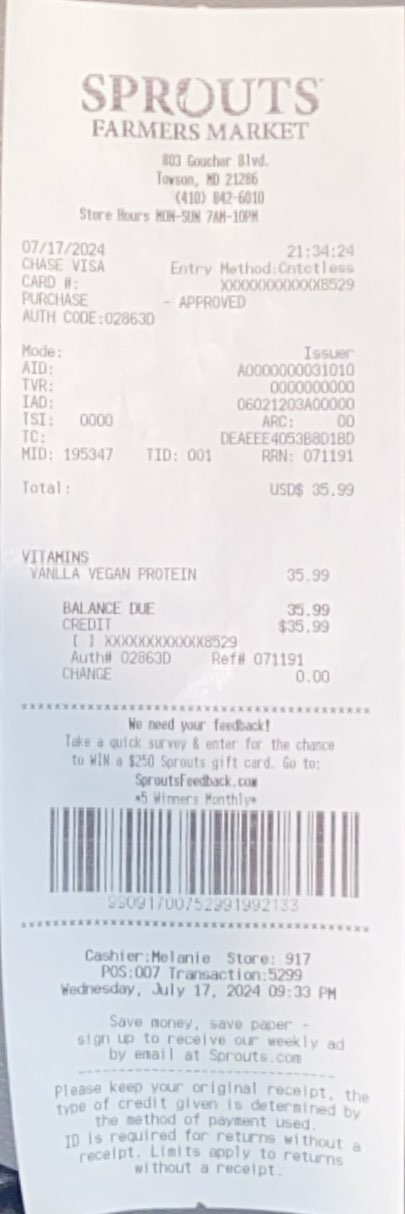 SPROUTS
FARMERS MARKET
803 Goucher Blvd.
Towson, MD 21286
(410) 842-6010
Store Hours MON-SUN 7AM-10PM
07/17/2024 21:34:24
CHASE VISA Entry Method:Cntctless
CARD #: XXXXXXXXXXXX8529
PURCHASE - APPROVED
AUTH CODE:02863D
Mode: Issuer
AID: A0000000031010
TVR: 0000000000
IAD: 06021203A00000
TSI: 0000 ARC: 00
TC: DEAEEE4053B8D1BD
MID: 195347 TID: 001 RRN: 071191
Total: USD$ 35.99
VITAMINS
VANLLA VEGAN PROTEIN 35.99
BALANCE DUE 35.99
CREDIT $35.99
[ ] XXXXXXXXXXXX8529
Auth# 02863D Ref# 071191
CHANGE 0.00
We need your feedback!
Take a quick survey & enter for the chance
to WIN a $250 Sprouts gift card. Go to:
SproutsFeedback.com
*5 Winners Monthly*
99091700752991992133
Cashier:Melanie Store: 917
POS:007 Transaction:5299
Wednesday, July 17, 2024 09:33 PM
Save money, save paper -
sign up to receive our weekly ad
by email at Sprouts.com
Please keep your original receipt, the
type of credit given is determined by
the method of payment used.
ID is required for returns without a
receipt. Limits apply to returns
without a receipt.